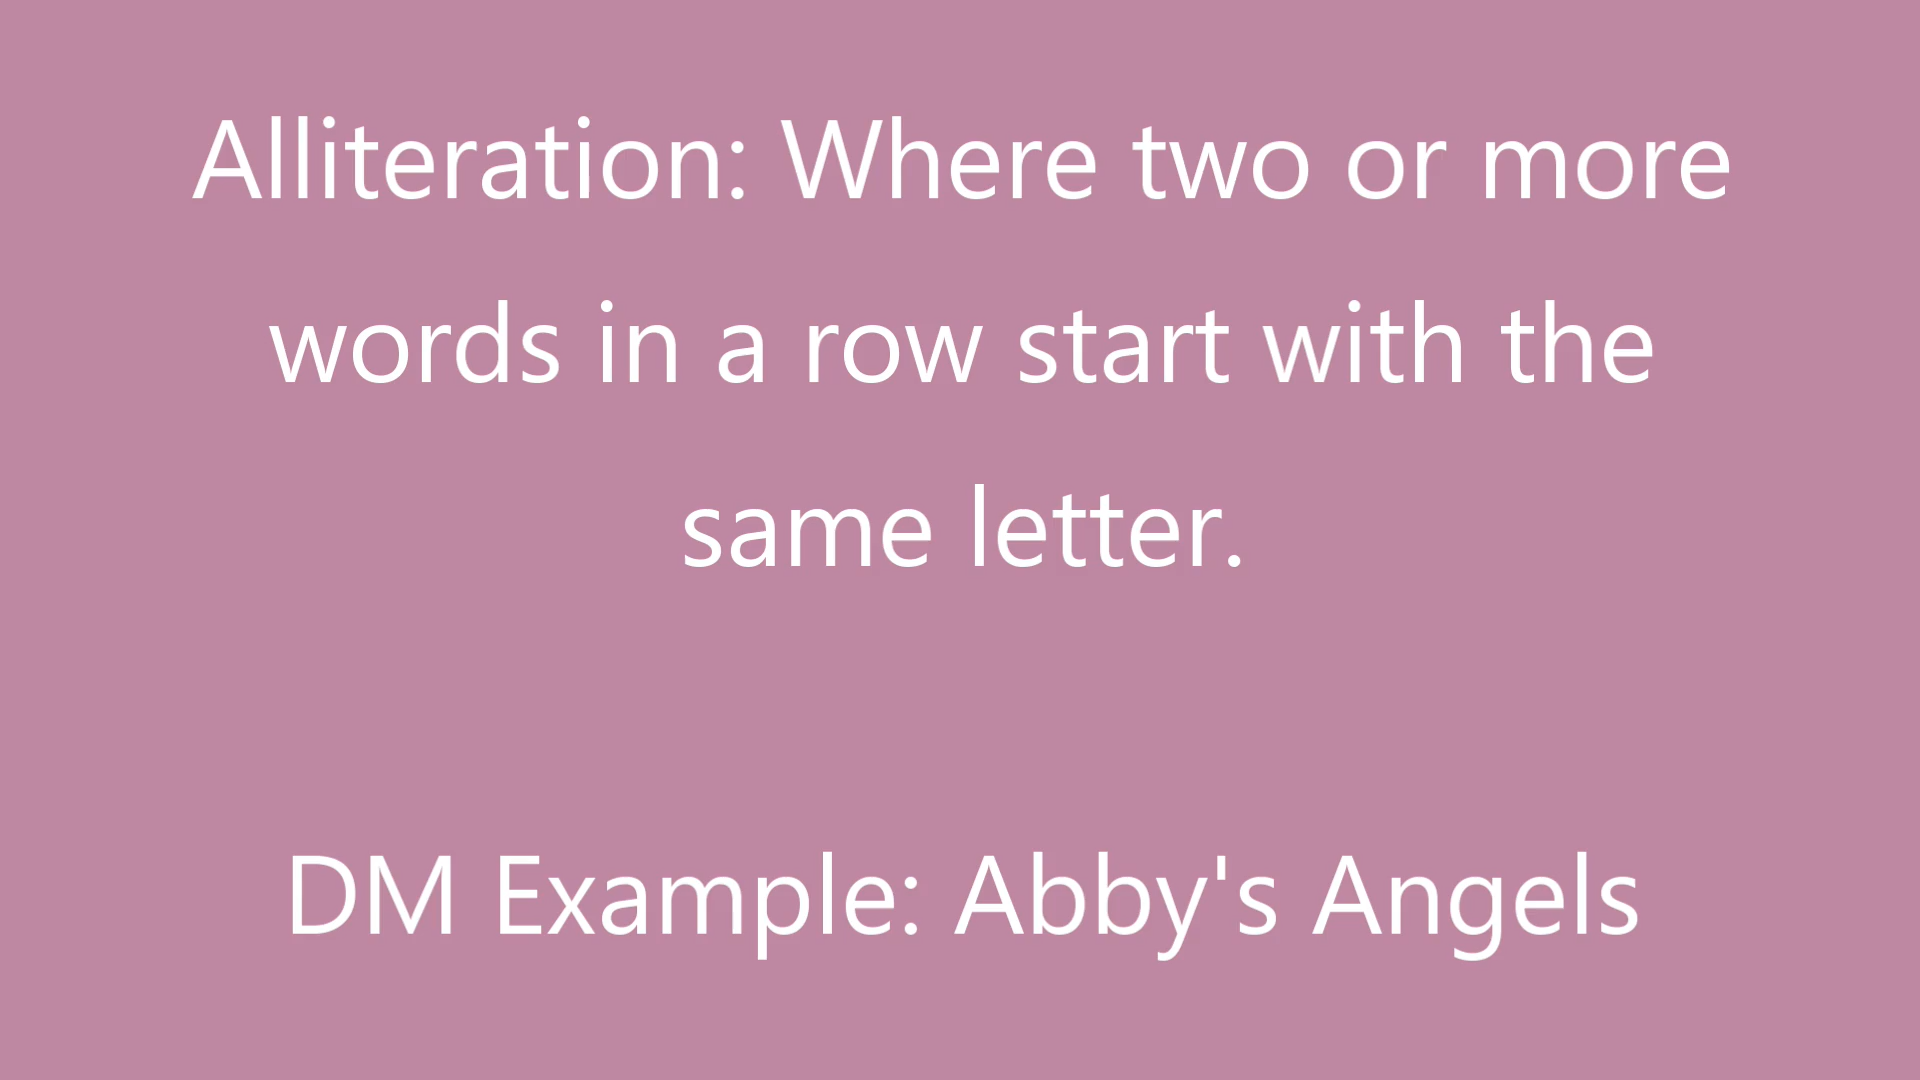 Alliteration: Where two or more
words in a row start with the
same letter.
DM Example: Abby's Angels